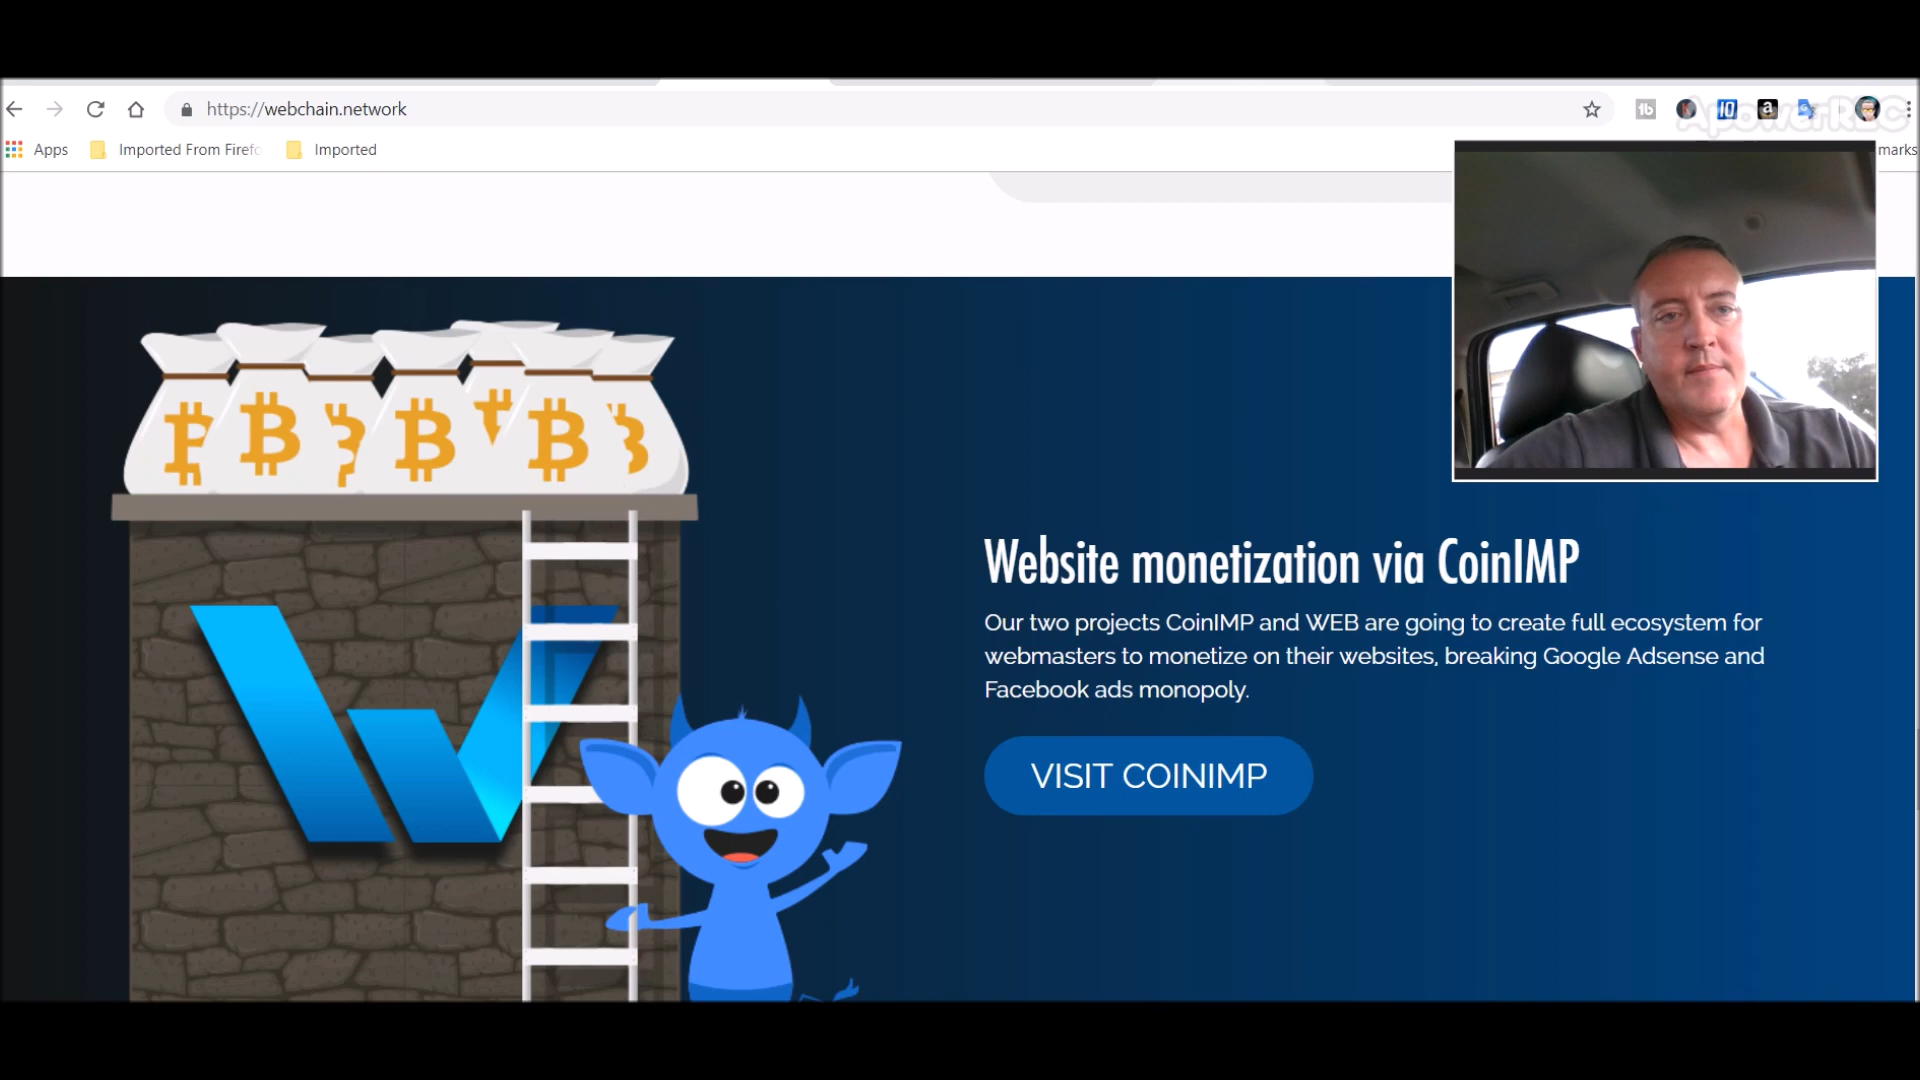 https://webchain.network
ApowerREC
Apps
Imported From Firefo
Imported
marks
Website monetization via CoinIMP
Our two projects CoinIMP and WEB are going to create full ecosystem for
webmasters to monetize on their websites, breaking Google Adsense and
Facebook ads monopoly.
VISIT COINIMP